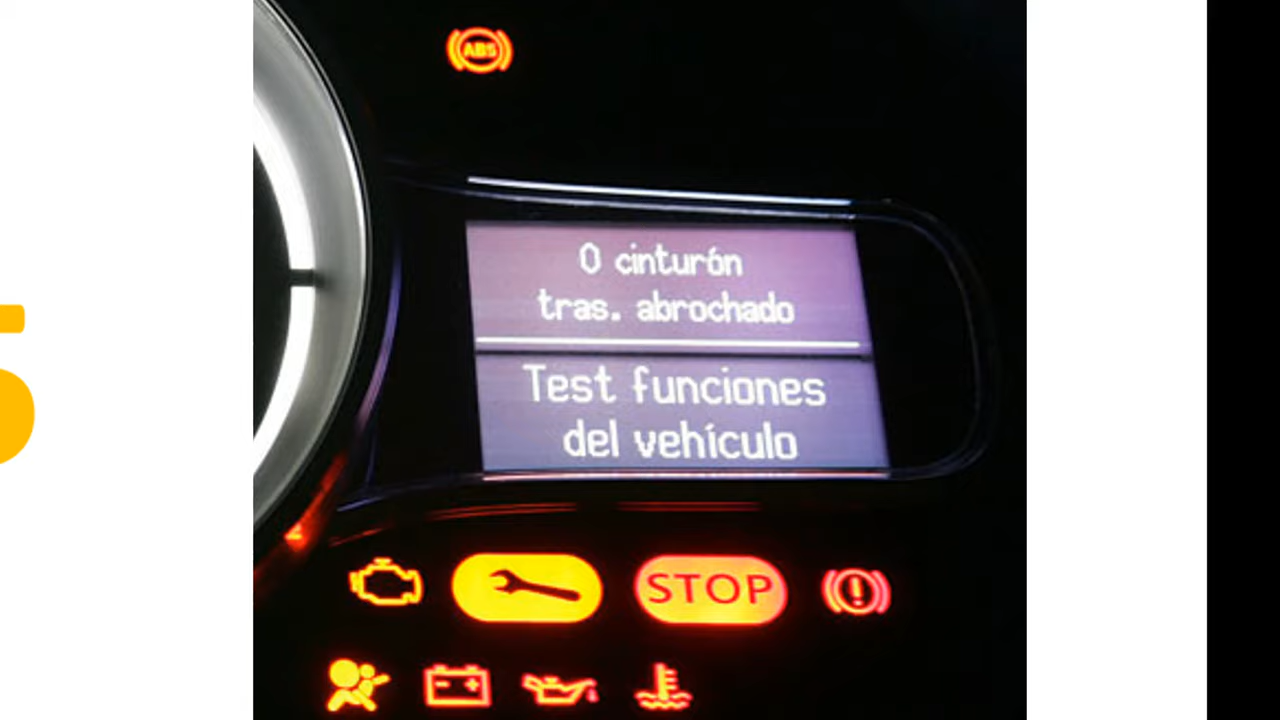 ABS
0 cinturón
tras. abrochado
Test funciones
del vehículo
STOP